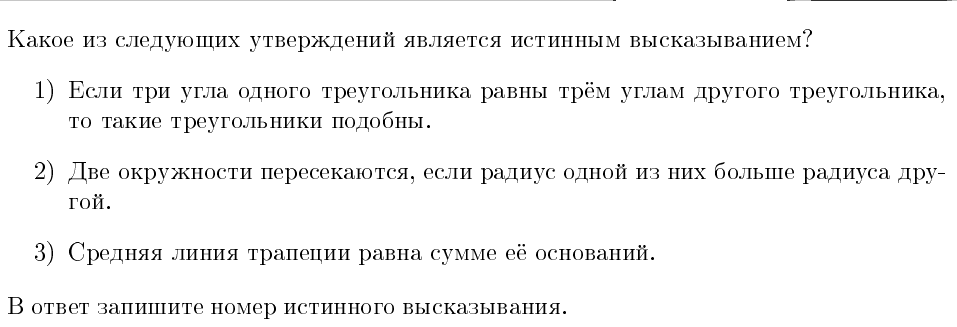 Какое из следующих утверждений является истинным высказыванием?
1) Если три угла одного треугольника равны трём углам другого треугольника,
то такие треугольники подобны.
2) Две окружности пересекаются, если радиус одной из них больше радиуса дру-
гой.
3) Средняя линия трапеции равна сумме её оснований.
В ответ запишите номер истинного высказывания.